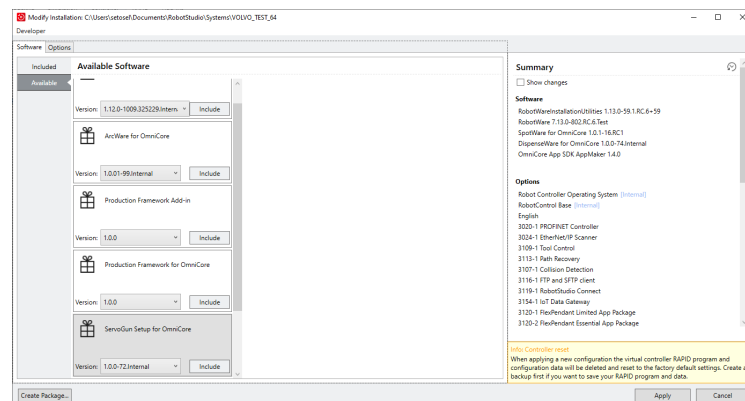 Modify Installation: C:\Users\setosel\Documents\RobotStudio\Systems\VOLVO_TEST_64
Developer
Software Options
Included
Available
Available Software
Version: 1.12.0-1009.325229.Intern. Include
ArcWare for OmniCore
Version: 1.0.01-99.Internal Include
Production Framework Add-in
Version: 1.0.0 Include
Production Framework for OmniCore
Version: 1.0.0 Include
ServoGun Setup for OmniCore
Version: 1.0.0-72.Internal Include
Summary
Show changes
Software
RobotWareInstallationUtilities 1.13.0-59.1.RC.6+59
RobotWare 7.13.0-802.RC.6.Test
SpotWare for OmniCore 1.0.1-16.RC1
DispenseWare for OmniCore 1.0.0-74.Internal
OmniCore App SDK AppMaker 1.4.0
Options
Robot Controller Operating System [Internal]
RobotControl Base [Internal]
English
3020-1 PROFINET Controller
3024-1 EtherNet/IP Scanner
3109-1 Tool Control
3113-1 Path Recovery
3107-1 Collision Detection
3116-1 FTP and SFTP client
3119-1 RobotStudio Connect
3154-1 IoT Data Gateway
3120-1 FlexPendant Limited App Package
3120-2 FlexPendant Essential App Package
Info: Controller reset
When applying a new configuration the virtual controller RAPID program and
configuration data will be deleted and reset to the factory default settings. Create a
backup first if you want to save your RAPID program and data.
Create Package...
Apply Cancel